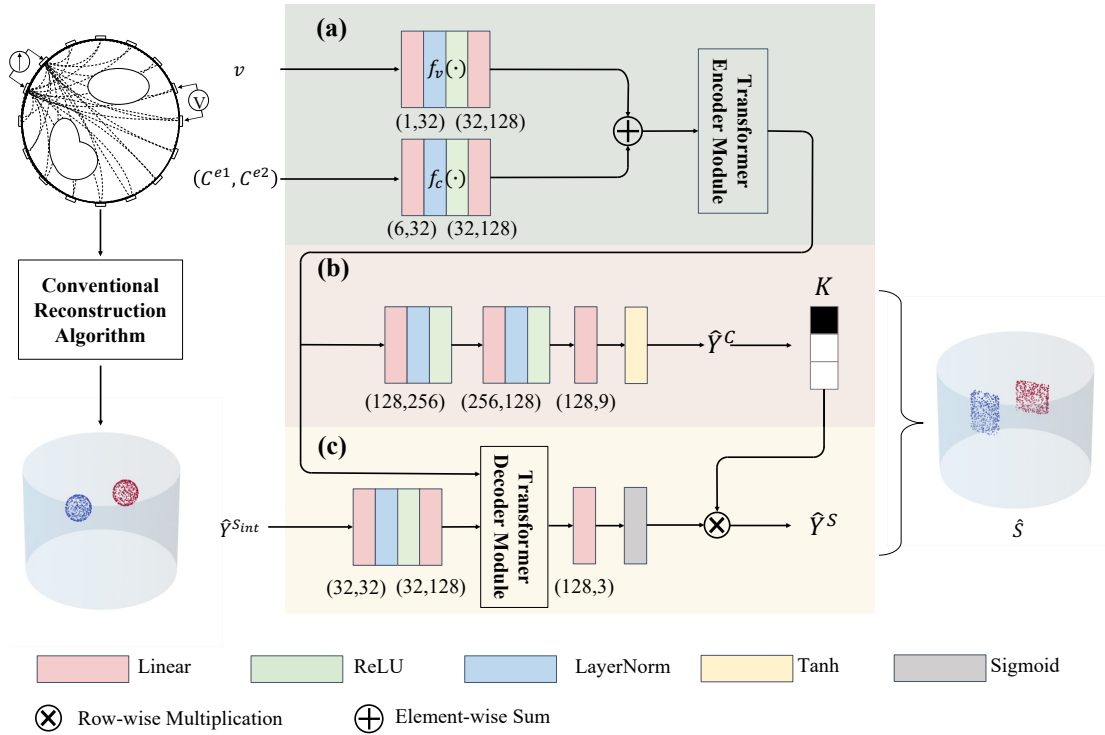 (a)
v
f_v(·)
(1,32) (32,128)
V
(C^{e1}, C^{e2})
f_c(·)
(6,32) (32,128)
Transformer
Encoder Module
Conventional
Reconstruction
Algorithm
(b)
K
Ŷ^C
(128,256) (256,128) (128,9)
(c)
Transformer
Decoder Module
Ŷ^{S_{int}}
Ŷ^S
Ŝ
(32,32) (32,128) (128,3)
Linear ReLU LayerNorm Tanh Sigmoid
Row-wise Multiplication Element-wise Sum